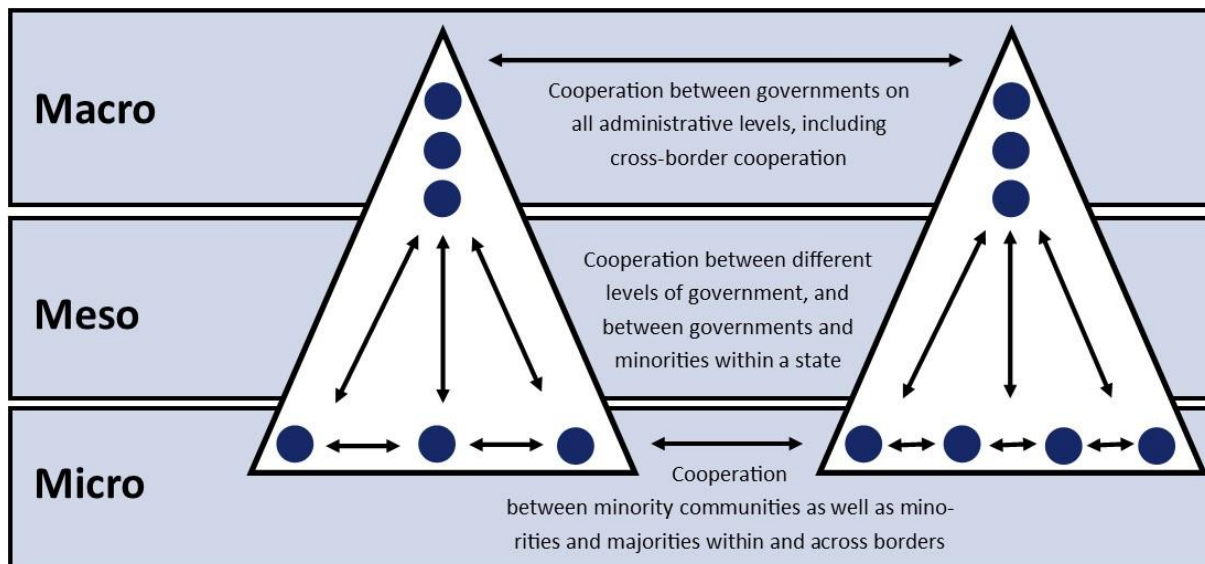 Macro
Cooperation between governments on
all administrative levels, including
cross-border cooperation
Meso
Cooperation between different
levels of government, and
between governments and
minorities within a state
Micro
Cooperation
between minority communities as well as mino-
rities and majorities within and across borders